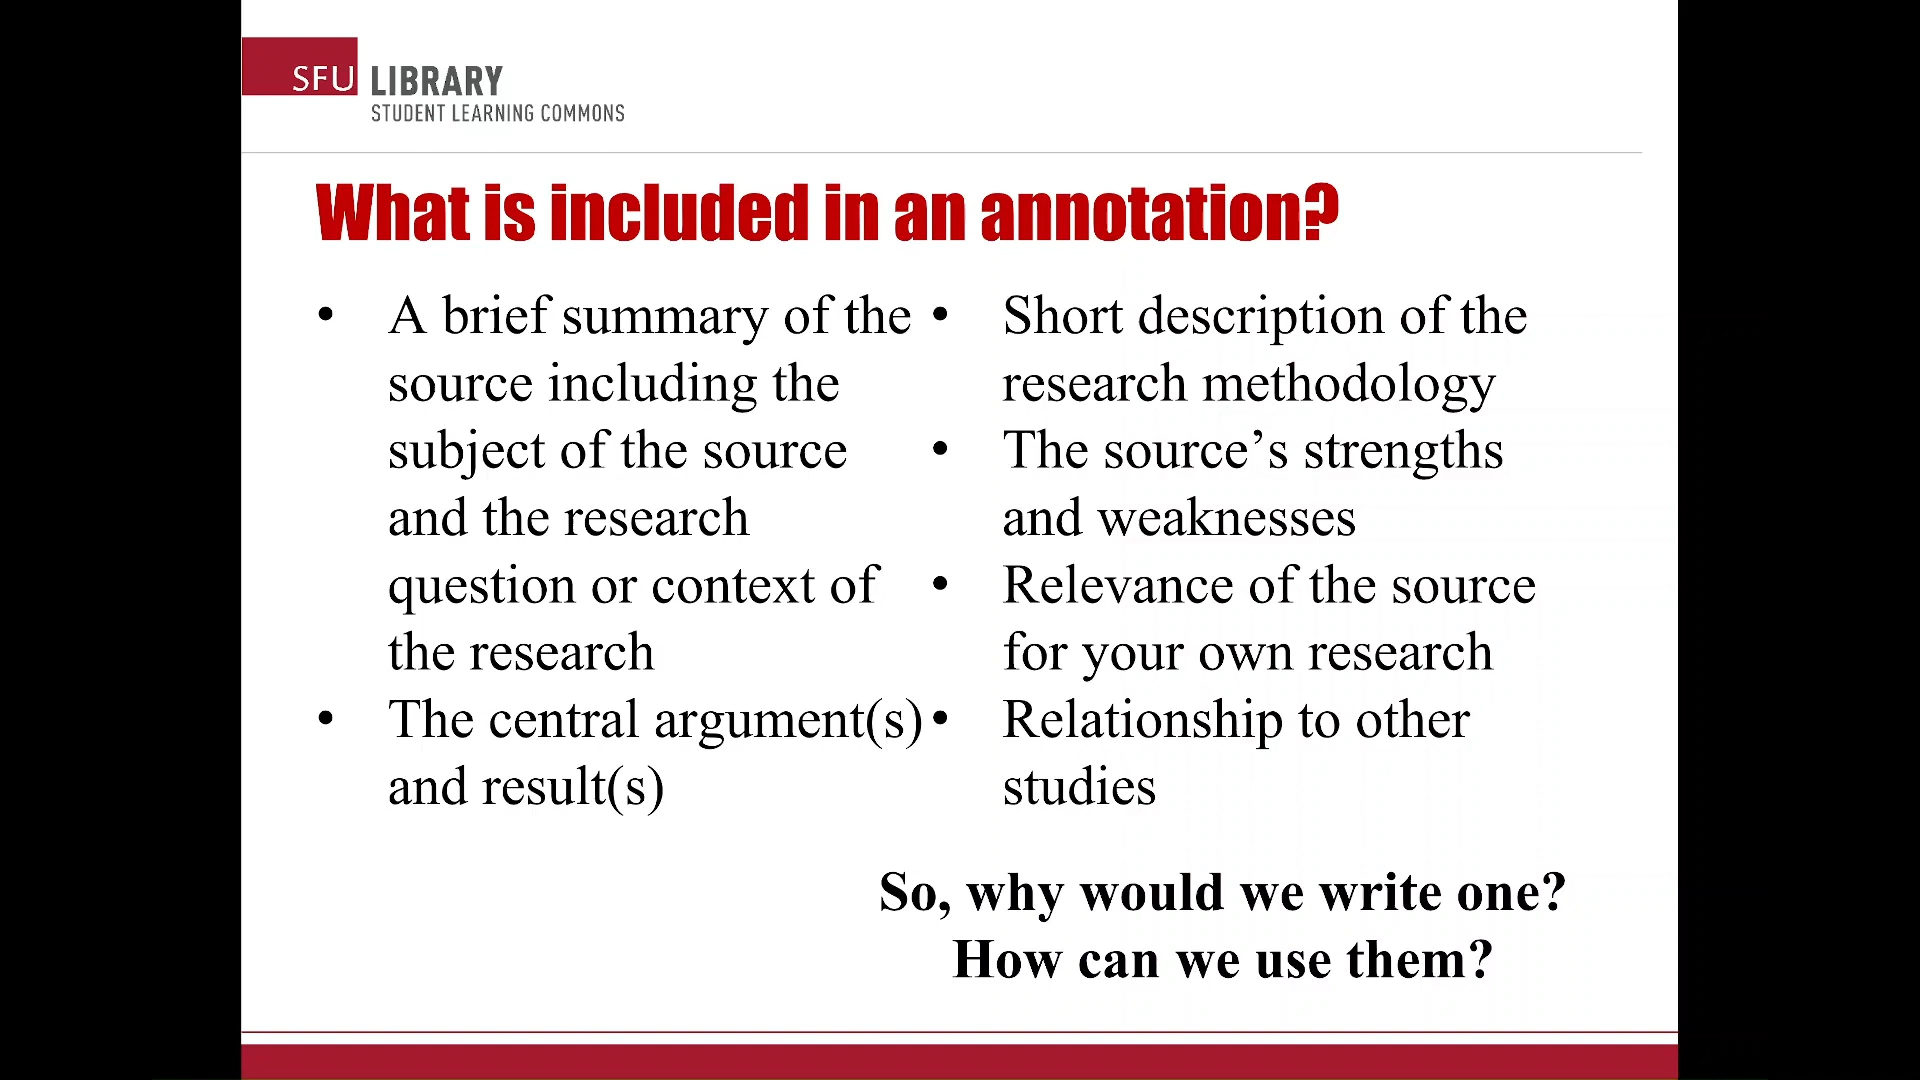 SFU LIBRARY
STUDENT LEARNING COMMONS
What is included in an annotation?
• A brief summary of the
source including the
subject of the source
and the research
question or context of
the research
• The central argument(s)
and result(s)
• Short description of the
research methodology
• The source’s strengths
and weaknesses
• Relevance of the source
for your own research
• Relationship to other
studies
So, why would we write one?
How can we use them?